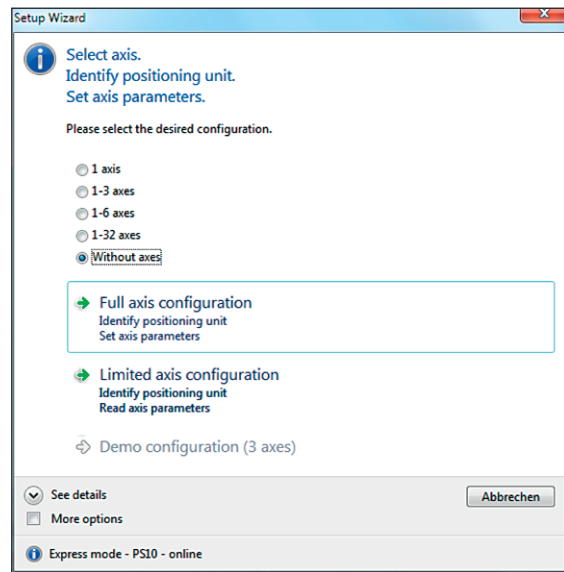 Setup Wizard
Select axis.
Identify positioning unit.
Set axis parameters.
Please select the desired configuration.
1 axis
1-3 axes
1-6 axes
1-32 axes
Without axes
Full axis configuration
Identify positioning unit
Set axis parameters
Limited axis configuration
Identify positioning unit
Read axis parameters
Demo configuration (3 axes)
See details
Abbrechen
More options
Express mode - PS10 - online